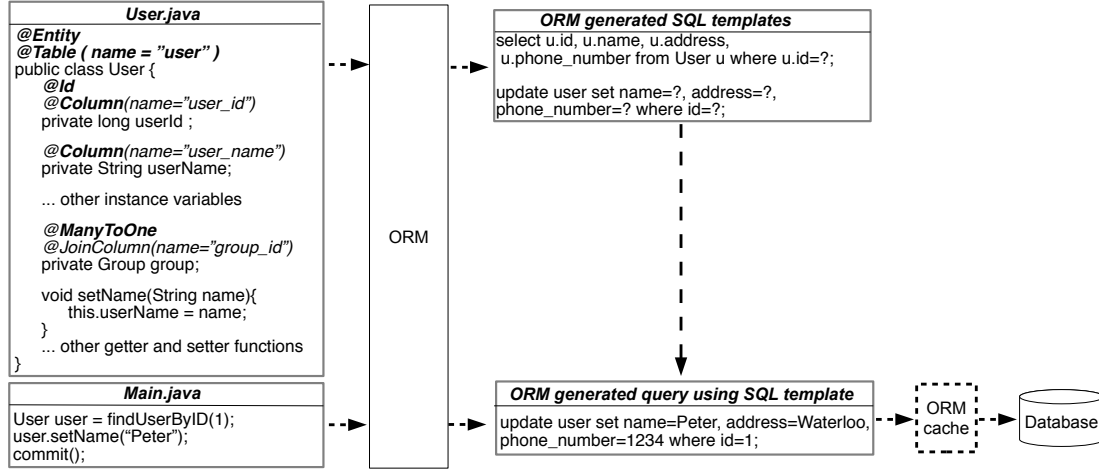 User.java
@Entity
@Table ( name = ”user” )
public class User {
@Id
@Column(name=”user_id”)
private long userId ;
@Column(name=”user_name”)
private String userName;
... other instance variables
@ManyToOne
@JoinColumn(name=”group_id”)
private Group group;
void setName(String name){
this.userName = name;
}
... other getter and setter functions
}
Main.java
User user = findUserByID(1);
user.setName(“Peter”);
commit();
ORM
ORM generated SQL templates
select u.id, u.name, u.address,
u.phone_number from User u where u.id=?;
update user set name=?, address=?,
phone_number=? where id=?;
ORM generated query using SQL template
update user set name=Peter, address=Waterloo,
phone_number=1234 where id=1;
ORM
cache
Database